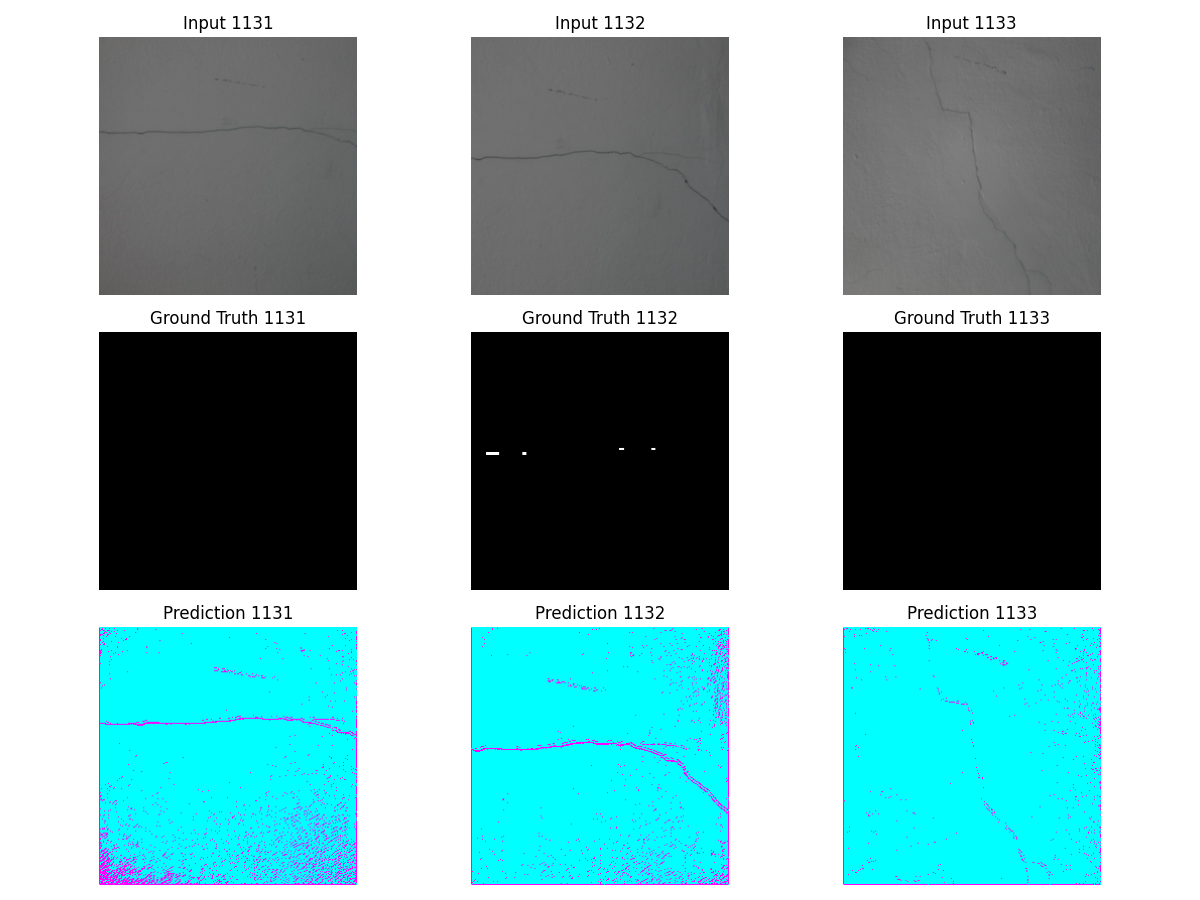 Input 1131
Input 1132
Input 1133
Ground Truth 1131
Ground Truth 1132
Ground Truth 1133
Prediction 1131
Prediction 1132
Prediction 1133